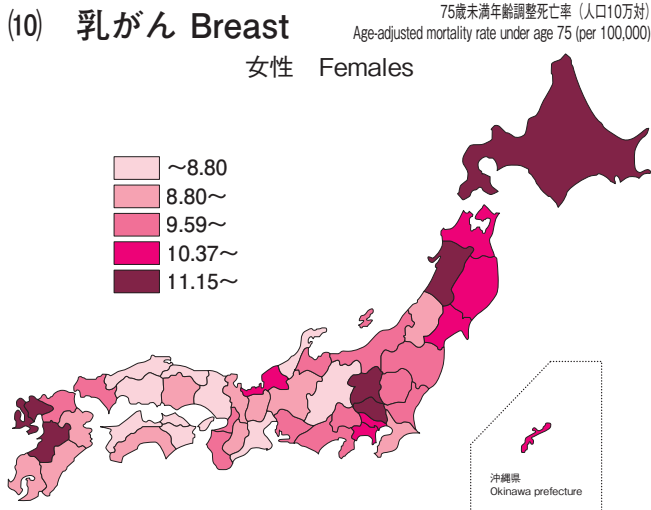 (10) 乳がん Breast
75歳未満年齢調整死亡率（人口10万対）
Age-adjusted mortality rate under age 75 (per 100,000)
女性 Females
～8.80
8.80～
9.59～
10.37～
11.15～
沖縄県
Okinawa prefecture